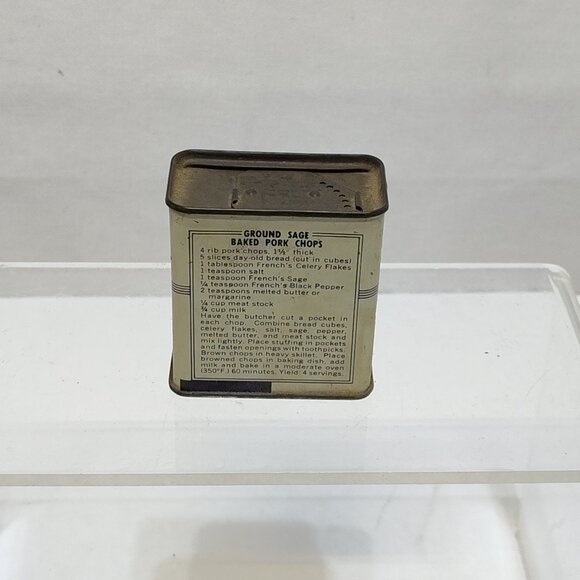 GROUND SAGE
BAKED PORK CHOPS
4 rib pork chops, 1½" thick
5 slices day-old bread (cut in cubes)
1 tablespoon French's Celery Flakes
1 teaspoon salt
1 teaspoon French's Sage
¼ teaspoon French's Black Pepper
2 teaspoons melted butter or
margarine
¼ cup meat stock
¾ cup milk
Have the butcher cut a pocket in
each chop. Combine bread cubes,
celery flakes, salt, sage, pepper,
melted butter, and meat stock and
mix lightly. Place stuffing in pockets
and fasten openings with toothpicks.
Brown chops in heavy skillet. Place
browned chops in baking dish, add
milk and bake in a moderate oven
(350°F.) 60 minutes. Yield: 4 servings.